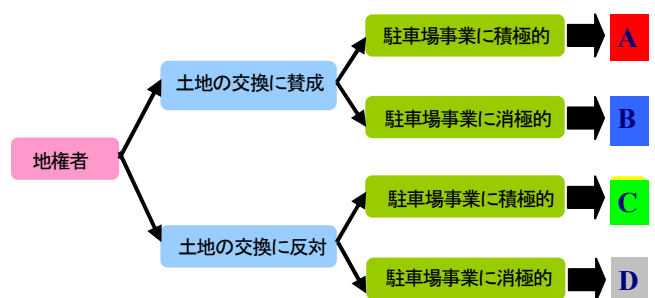 駐車場事業に積極的
A
土地の交換に賛成
駐車場事業に消極的
B
地権者
駐車場事業に積極的
C
土地の交換に反対
駐車場事業に消極的
D